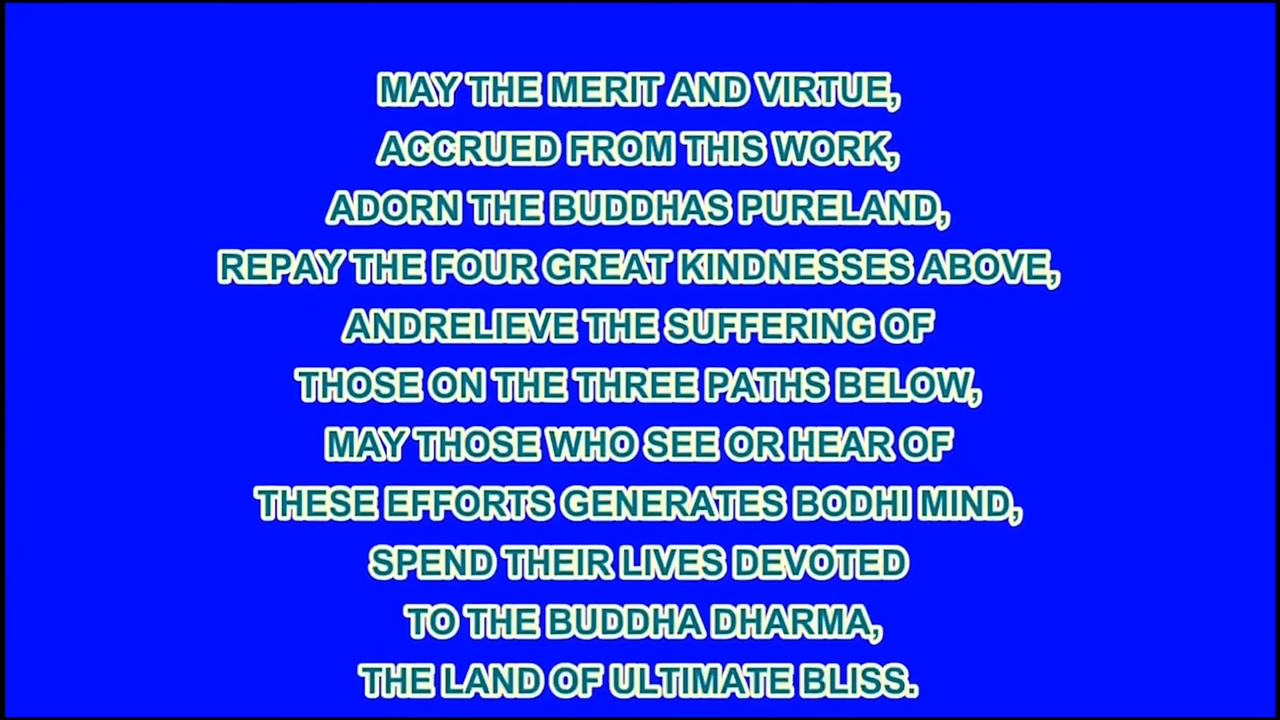 MAY THE MERIT AND VIRTUE,
ACCRUED FROM THIS WORK,
ADORN THE BUDDHAS PURELAND,
REPAY THE FOUR GREAT KINDNESSES ABOVE,
ANDRELIEVE THE SUFFERING OF
THOSE ON THE THREE PATHS BELOW,
MAY THOSE WHO SEE OR HEAR OF
THESE EFFORTS GENERATES BODHI MIND,
SPEND THEIR LIVES DEVOTED
TO THE BUDDHA DHARMA,
THE LAND OF ULTIMATE BLISS.